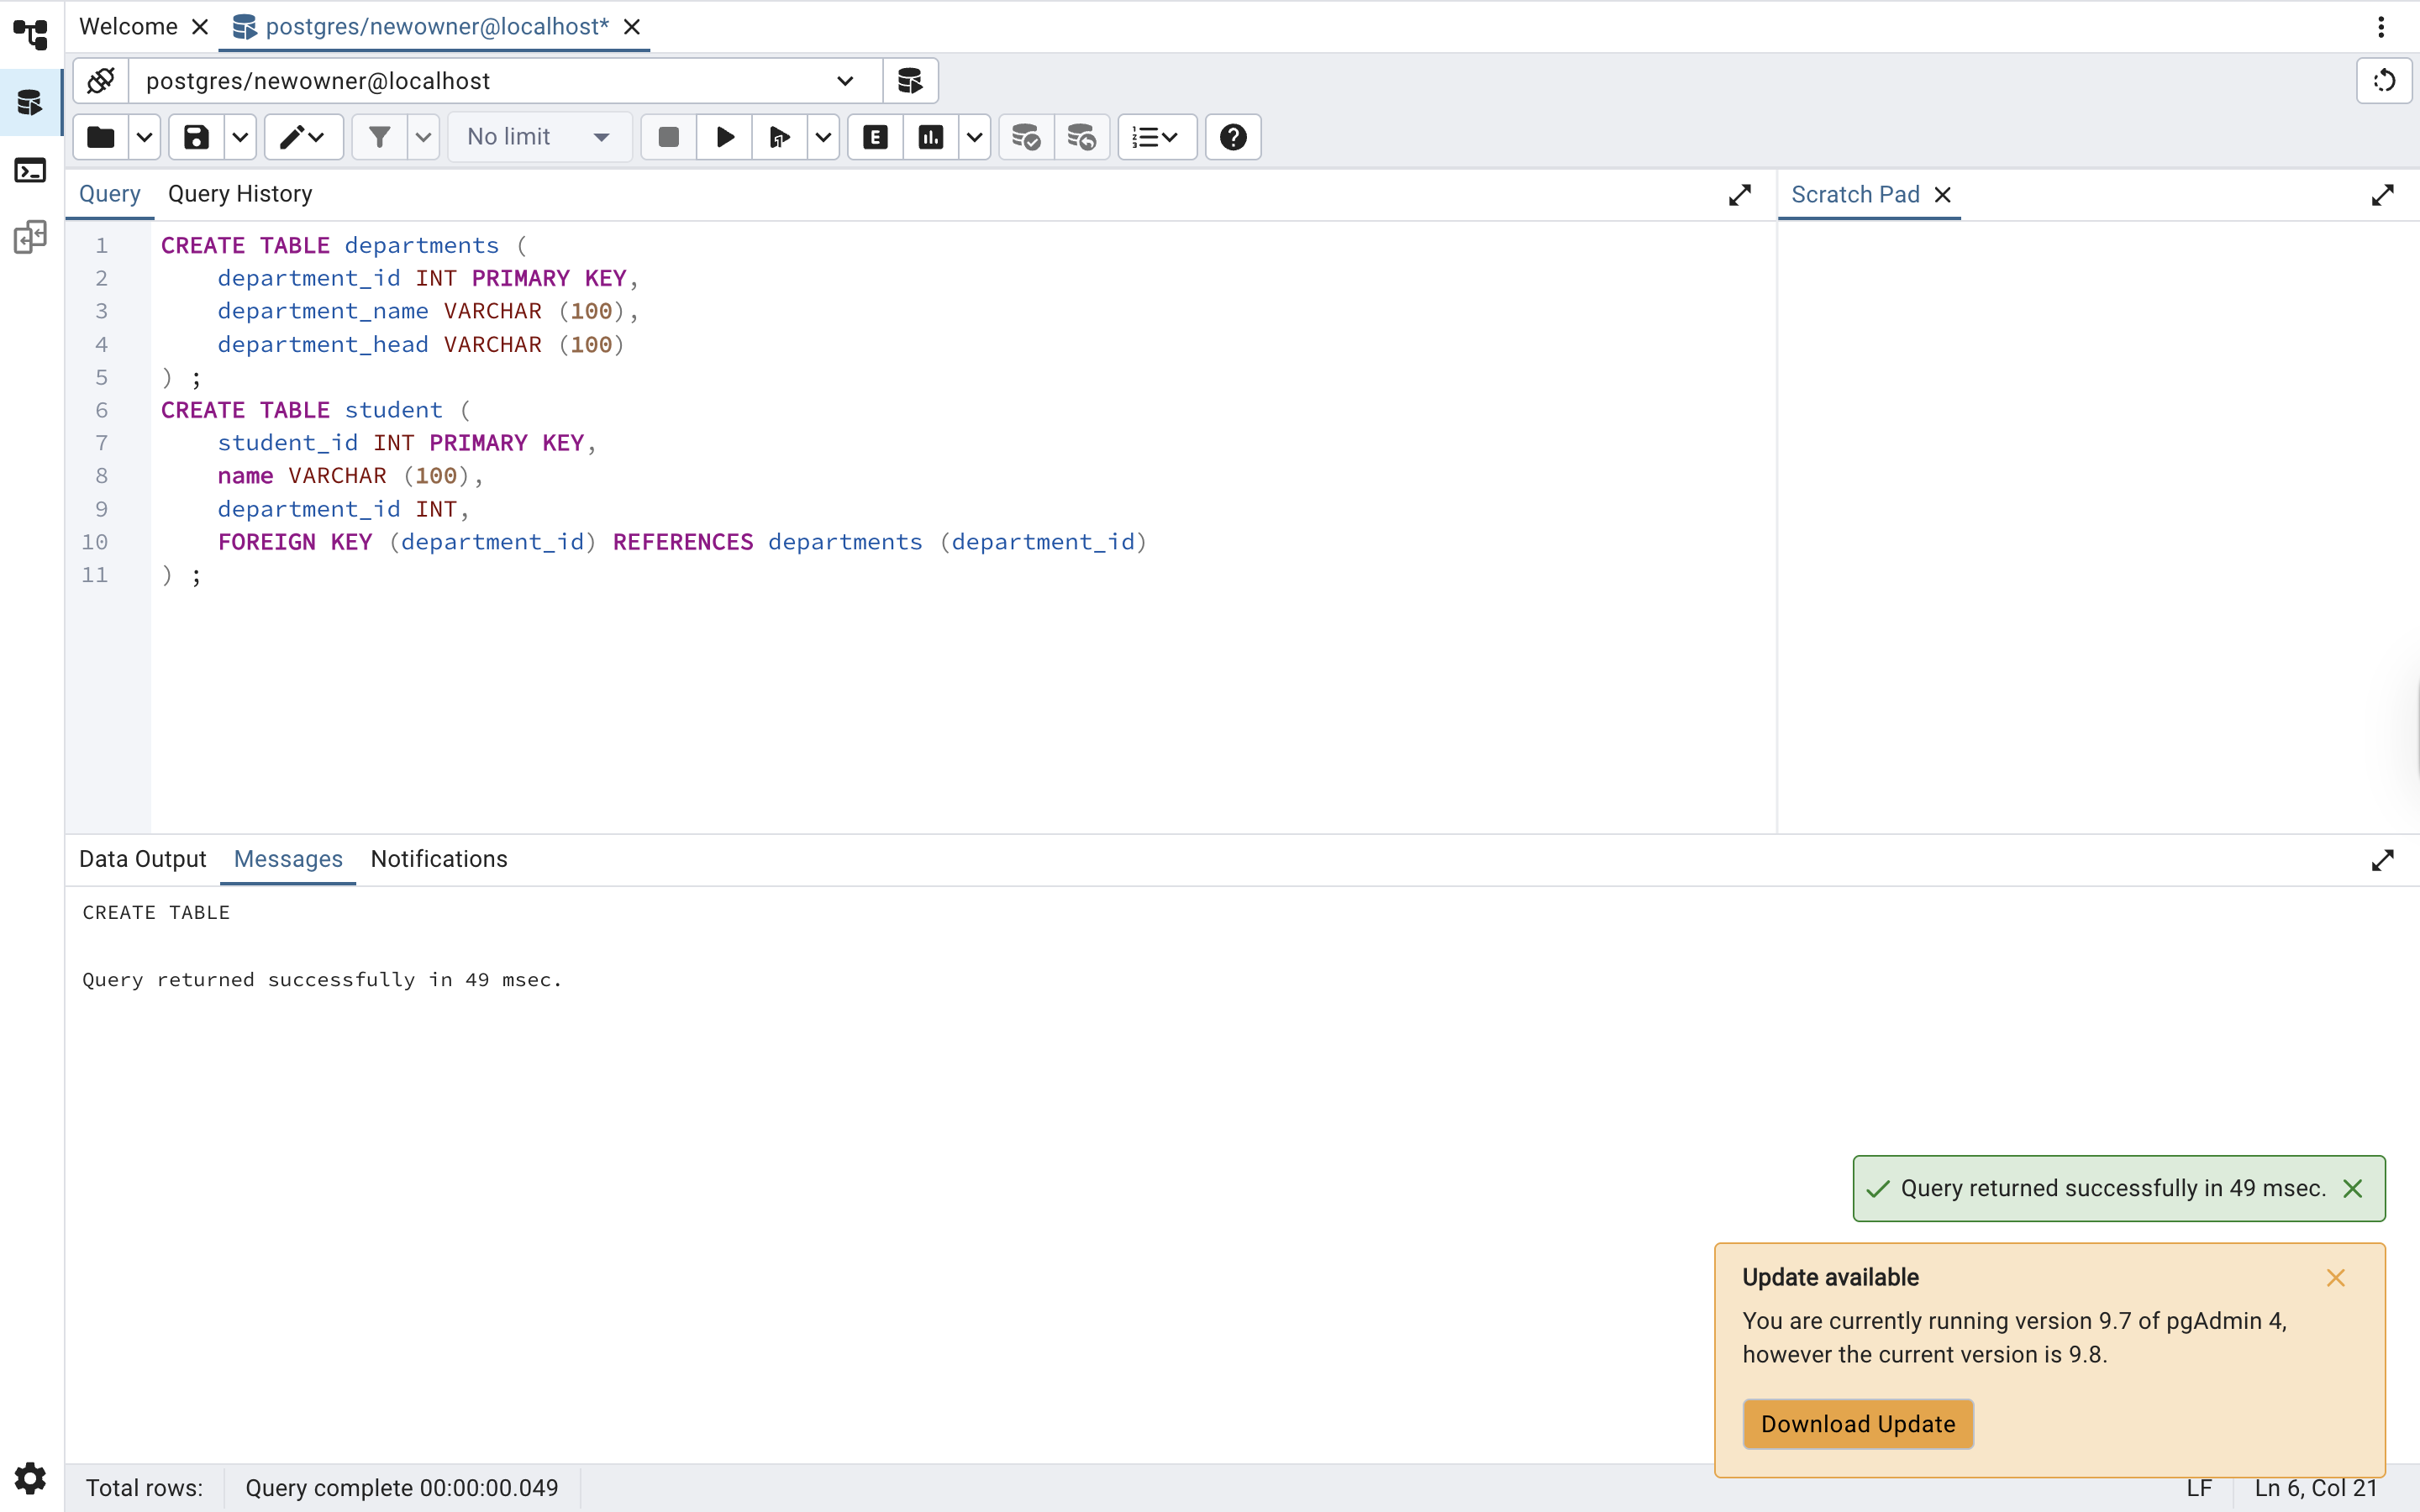 Welcome
postgres/newowner@localhost*
postgres/newowner@localhost
No limit
E
Query Query History
Scratch Pad
1 CREATE TABLE departments (
2 department_id INT PRIMARY KEY,
3 department_name VARCHAR (100),
4 department_head VARCHAR (100)
5 ) ;
6 CREATE TABLE student (
7 student_id INT PRIMARY KEY,
8 name VARCHAR (100),
9 department_id INT,
10 FOREIGN KEY (department_id) REFERENCES departments (department_id)
11 ) ;
Data Output Messages Notifications
CREATE TABLE
Query returned successfully in 49 msec.
Query returned successfully in 49 msec.
Update available
You are currently running version 9.7 of pgAdmin 4,
however the current version is 9.8.
Download Update
Total rows: Query complete 00:00:00.049 LF Ln 6, Col 21